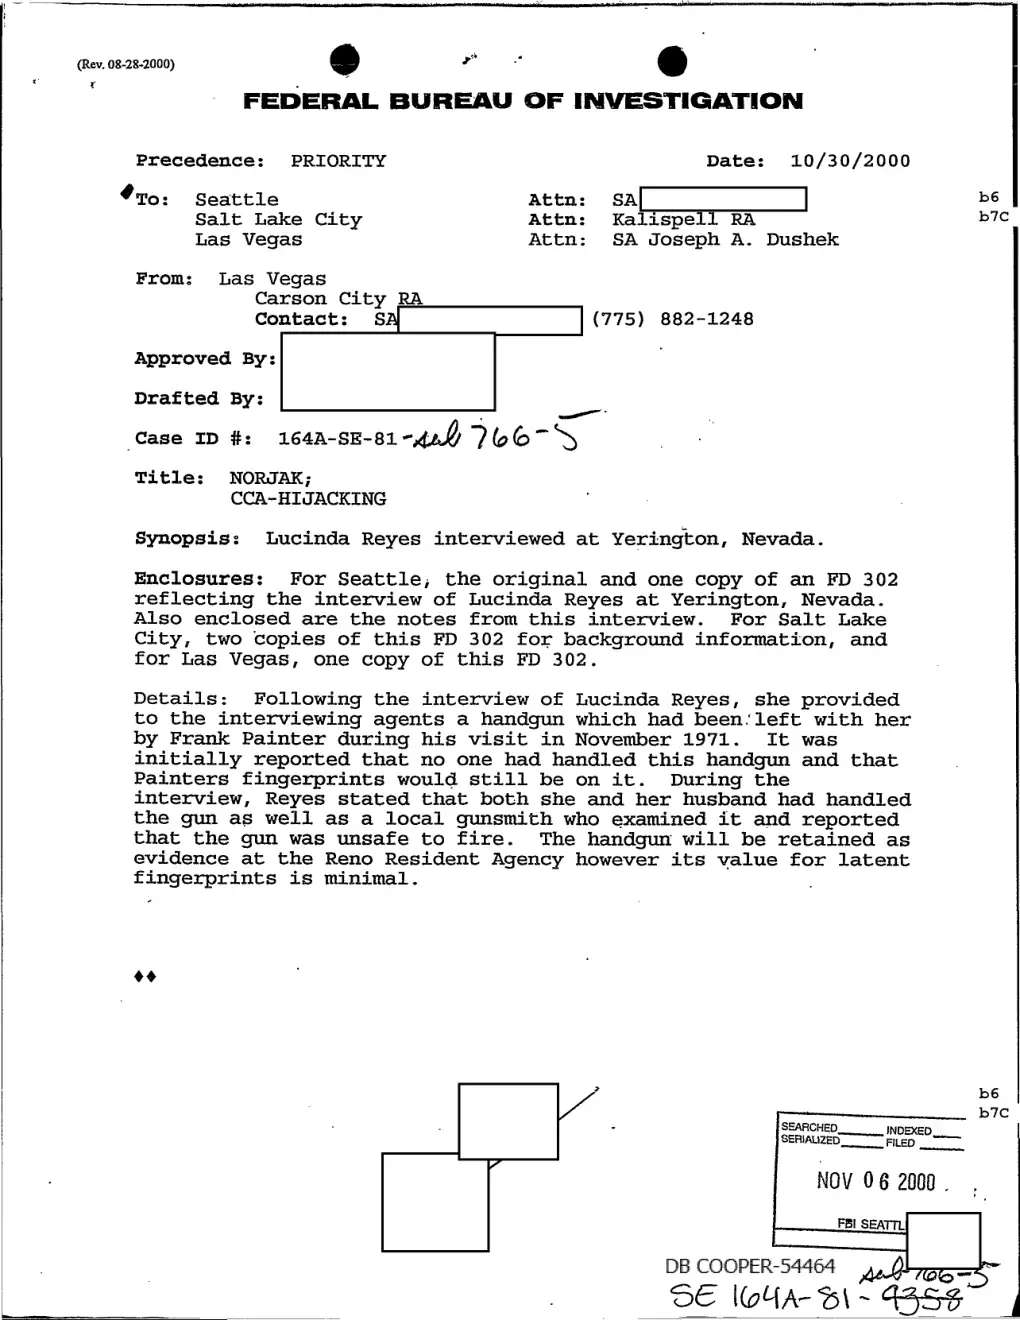 (Rev. 08-28-2000)
FEDERAL BUREAU OF INVESTIGATION
Precedence: PRIORITY Date: 10/30/2000
To: Seattle Attn: SA b6
Salt Lake City Attn: Kalispell RA b7C
Las Vegas Attn: SA Joseph A. Dushek
From: Las Vegas
Carson City RA
Contact: SA (775) 882-1248
Approved By:
Drafted By:
Case ID #: 164A-SE-81-sub 766-5
Title: NORJAK;
CCA-HIJACKING
Synopsis: Lucinda Reyes interviewed at Yerington, Nevada.
Enclosures: For Seattle, the original and one copy of an FD 302
reflecting the interview of Lucinda Reyes at Yerington, Nevada.
Also enclosed are the notes from this interview. For Salt Lake
City, two copies of this FD 302 for background information, and
for Las Vegas, one copy of this FD 302.
Details: Following the interview of Lucinda Reyes, she provided
to the interviewing agents a handgun which had been left with her
by Frank Painter during his visit in November 1971. It was
initially reported that no one had handled this handgun and that
Painters fingerprints would still be on it. During the
interview, Reyes stated that both she and her husband had handled
the gun as well as a local gunsmith who examined it and reported
that the gun was unsafe to fire. The handgun will be retained as
evidence at the Reno Resident Agency however its value for latent
fingerprints is minimal.
♦♦
b6
b7C
SEARCHED INDEXED
SERIALIZED FILED
NOV 06 2000
FBI SEATTL
DB COOPER-54464
sub 766-5
SE 164A-81-9358